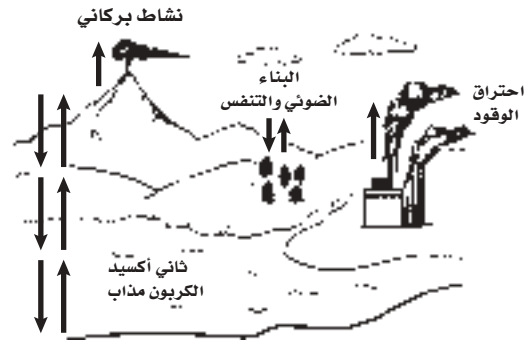 نشاط بركاني
البناء
الضوئي والتنفس
احتراق
الوقود
ثاني أكسيد
الكربون مذاب